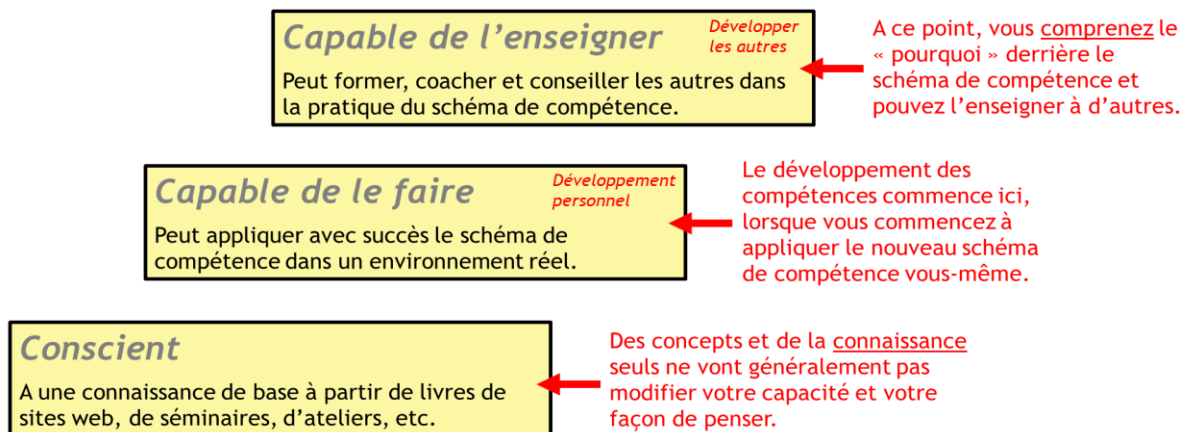 Capable de l’enseigner
Développer
les autres
Peut former, coacher et conseiller les autres dans
la pratique du schéma de compétence.
A ce point, vous comprenez le
« pourquoi » derrière le
schéma de compétence et
pouvez l’enseigner à d’autres.
Capable de le faire
Développement
personnel
Peut appliquer avec succès le schéma de
compétence dans un environnement réel.
Le développement des
compétences commence ici,
lorsque vous commencez à
appliquer le nouveau schéma
de compétence vous-même.
Conscient
A une connaissance de base à partir de livres de
sites web, de séminaires, d’ateliers, etc.
Des concepts et de la connaissance
seuls ne vont généralement pas
modifier votre capacité et votre
façon de penser.